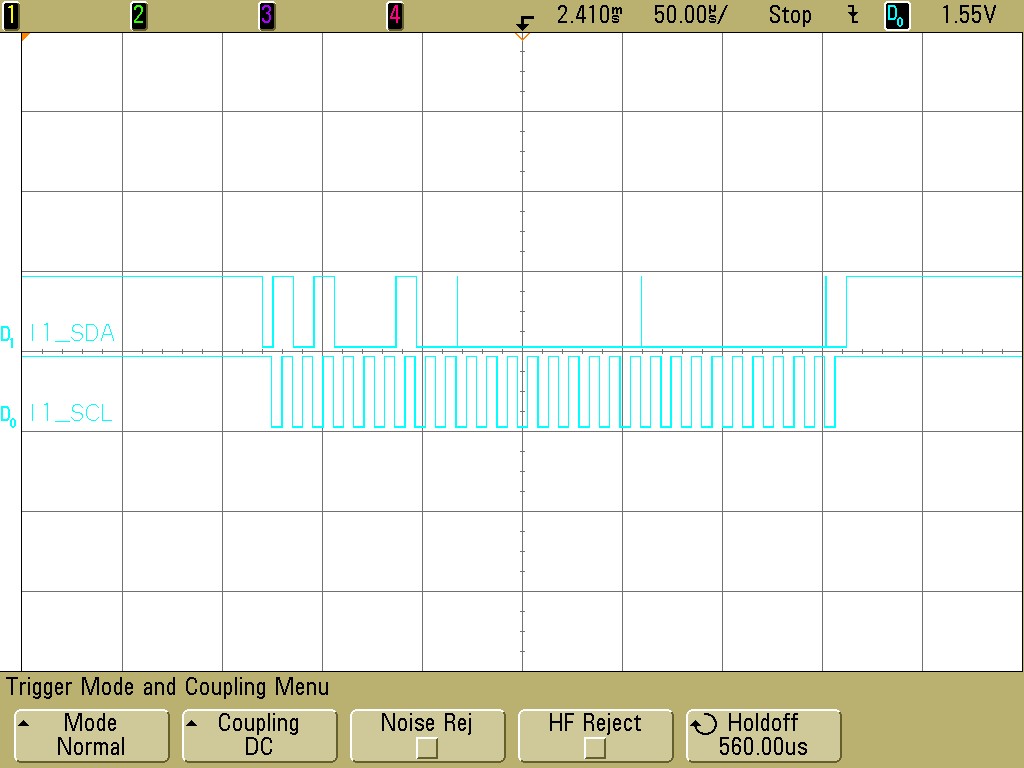 1 2 3 4 2.410ms 50.00us/ Stop D0 1.55V
D1 I1_SDA
D0 I1_SCL
Trigger Mode and Coupling Menu
Mode Coupling Noise Rej HF Reject Holdoff
Normal DC 560.00us